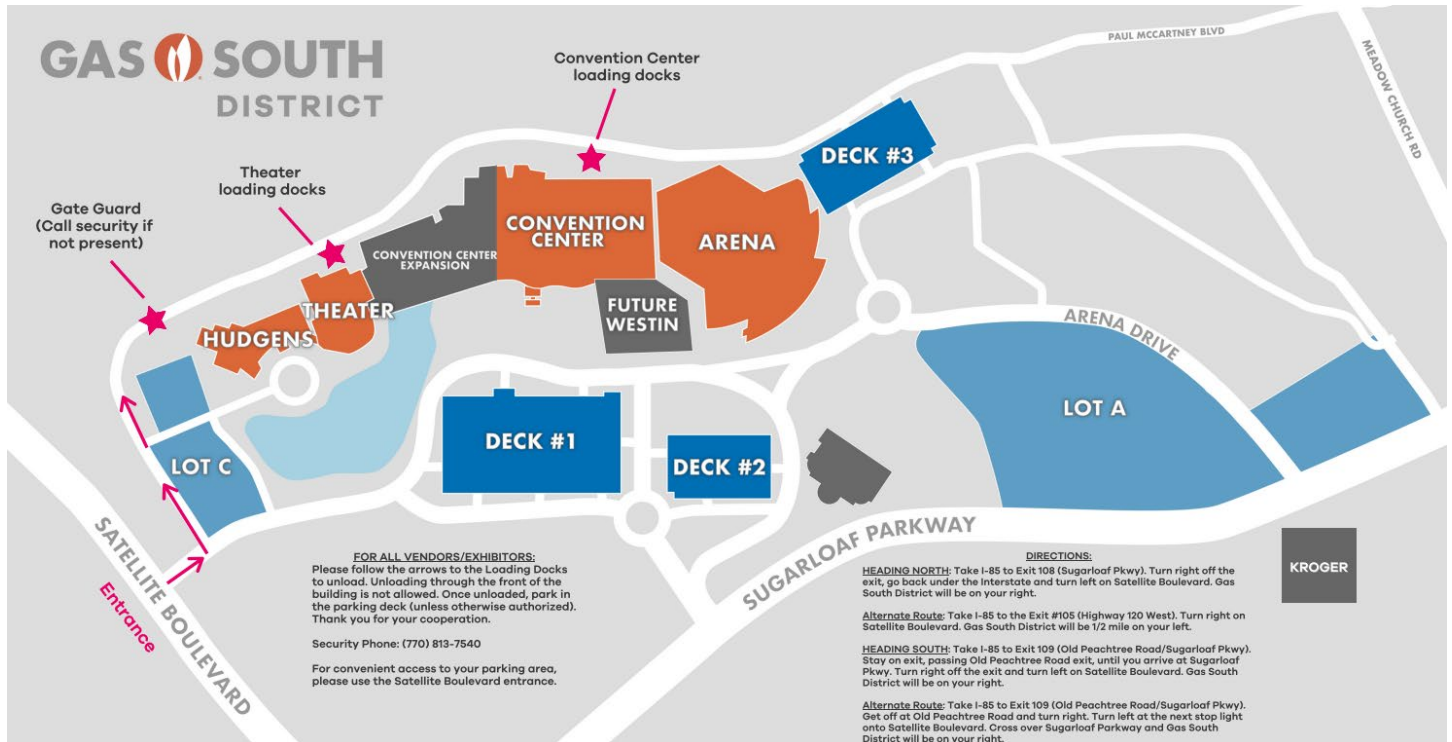 GAS SOUTH
DISTRICT
Convention Center
loading docks
Theater
loading docks
Gate Guard
(Call security if
not present)
PAUL MCCARTNEY BLVD
MEADOW CHURCH RD
DECK #3
CONVENTION
CENTER
ARENA
CONVENTION CENTER
EXPANSION
THEATER
HUDGENS
FUTURE
WESTIN
ARENA DRIVE
LOT A
DECK #1
DECK #2
LOT C
SATELLITE BOULEVARD
Entrance
SUGARLOAF PARKWAY
KROGER
FOR ALL VENDORS/EXHIBITORS:
Please follow the arrows to the Loading Docks
to unload. Unloading through the front of the
building is not allowed. Once unloaded, park in
the parking deck (unless otherwise authorized).
Thank you for your cooperation.
Security Phone: (770) 813-7540
For convenient access to your parking area,
please use the Satellite Boulevard entrance.
DIRECTIONS:
HEADING NORTH: Take I-85 to Exit 108 (Sugarloaf Pkwy). Turn right off the
exit, go back under the Interstate and turn left on Satellite Boulevard. Gas
South District will be on your right.
Alternate Route: Take I-85 to the Exit #105 (Highway 120 West). Turn right on
Satellite Boulevard. Gas South District will be 1/2 mile on your left.
HEADING SOUTH: Take I-85 to Exit 109 (Old Peachtree Road/Sugarloaf Pkwy).
Stay on exit, passing Old Peachtree Road exit, until you arrive at Sugarloaf
Pkwy. Turn right off the exit and turn left on Satellite Boulevard. Gas South
District will be on your right.
Alternate Route: Take I-85 to Exit 109 (Old Peachtree Road/Sugarloaf Pkwy).
Get off at Old Peachtree Road and turn right. Turn left at the next stop light
onto Satellite Boulevard. Cross over Sugarloaf Parkway and Gas South
District will be on your right.